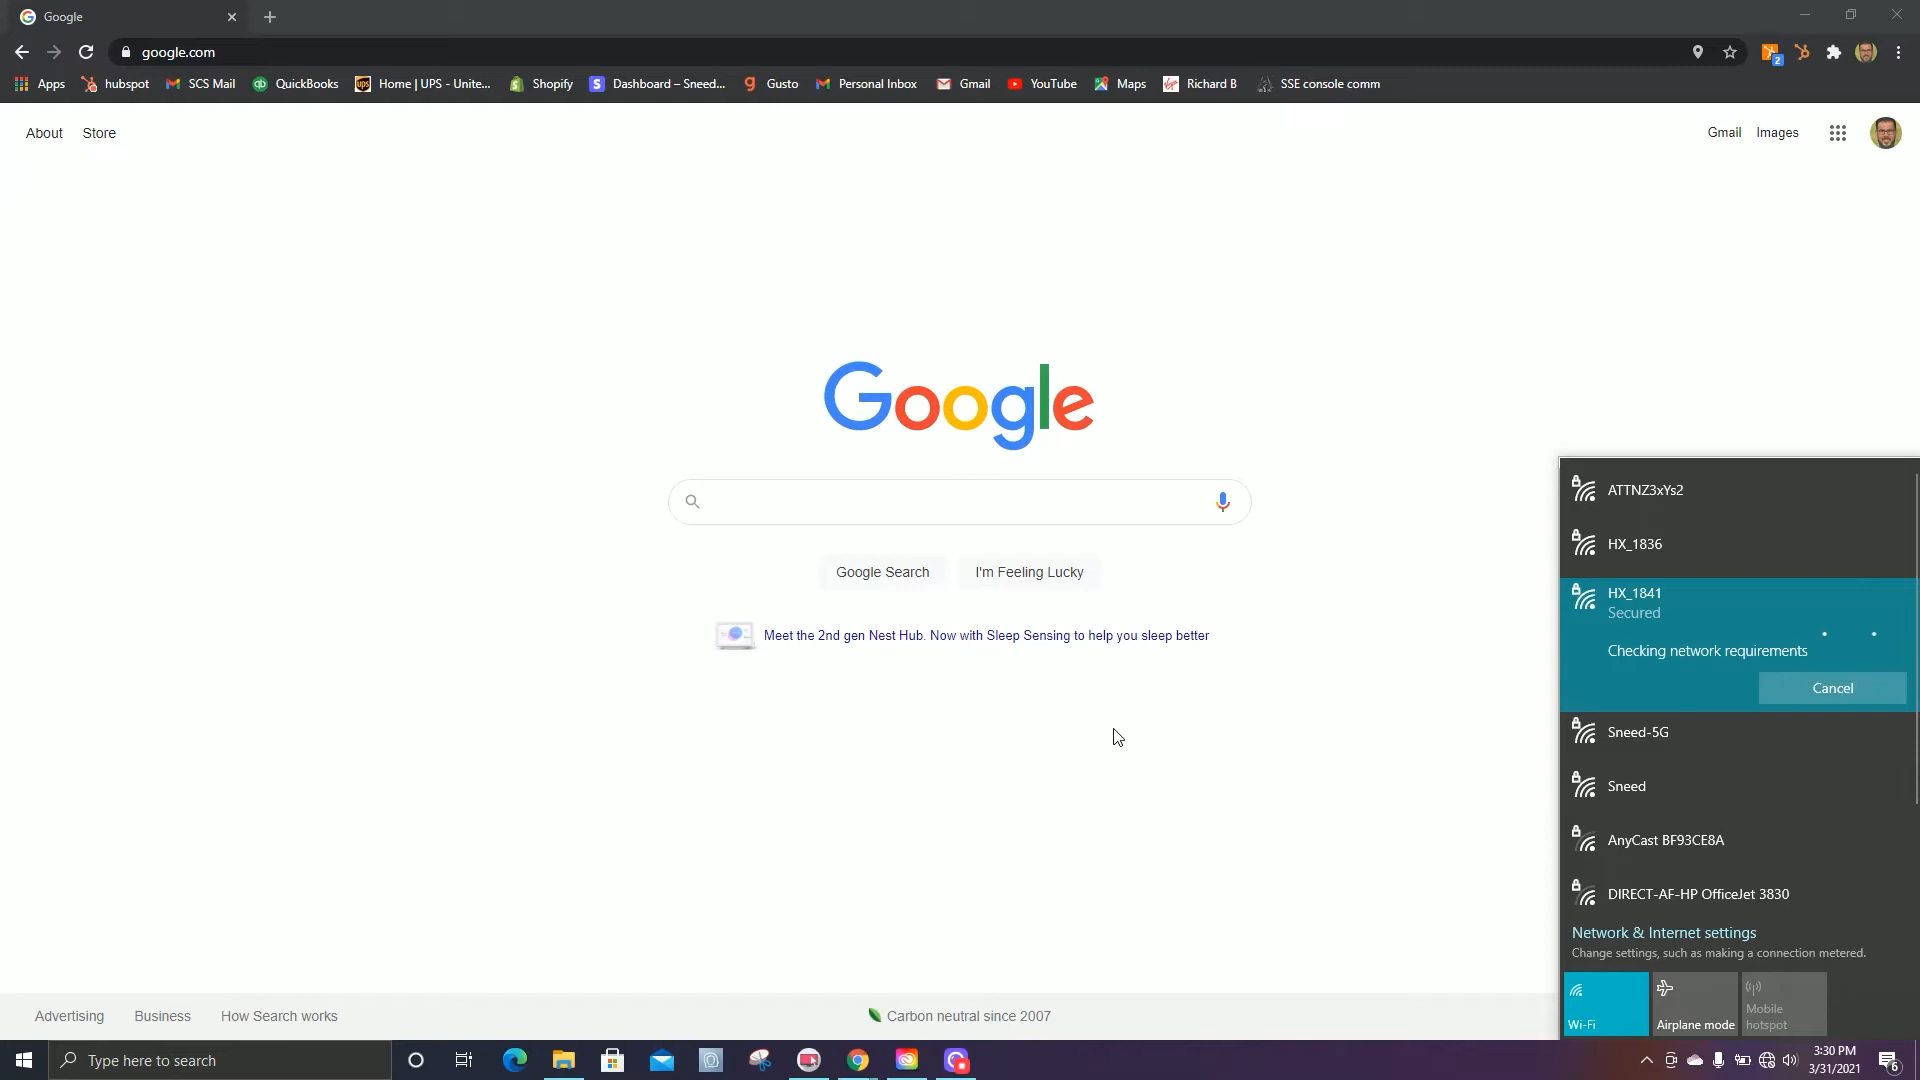 Google
google.com
2
Apps hubspot SCS Mail QuickBooks Home | UPS - Unite... Shopify Dashboard – Sneed... Gusto Personal Inbox Gmail YouTube Maps Richard B SSE console comm
About Store Gmail Images
Google
Google Search I'm Feeling Lucky
Meet the 2nd gen Nest Hub. Now with Sleep Sensing to help you sleep better
ATTNZ3xYs2
HX_1836
HX_1841
Secured
Checking network requirements
Cancel
Sneed-5G
Sneed
AnyCast BF93CE8A
DIRECT-AF-HP OfficeJet 3830
Network & Internet settings
Change settings, such as making a connection metered.
Wi-Fi
Airplane mode
Mobile
hotspot
Advertising Business How Search works Carbon neutral since 2007
Type here to search
3:30 PM
3/31/2021
6